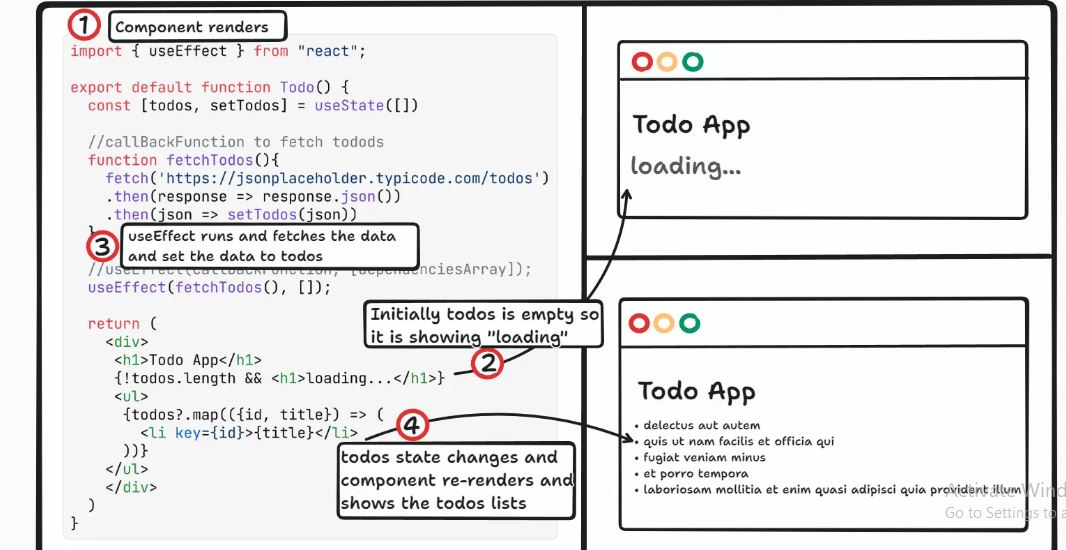 1 Component renders
import { useEffect } from "react";
export default function Todo() {
const [todos, setTodos] = useState([])
//callBackFunction to fetch todods
function fetchTodos(){
fetch('https://jsonplaceholder.typicode.com/todos')
.then(response => response.json())
.then(json => setTodos(json))
}
3 useEffect runs and fetches the data
and set the data to todos
//useEffect(callbackFunction, [dependenciesArray]);
useEffect(fetchTodos(), []);
return (
<div>
<h1>Todo App</h1>
{!todos.length && <h1>loading...</h1>}
<ul>
{todos?.map(({id, title}) => (
<li key={id}>{title}</li>
))}
</ul>
</div>
)
}
Initially todos is empty so
it is showing "loading"
2
4
todos state changes and
component re-renders and
shows the todos lists
Todo App
loading...
Todo App
• delectus aut autem
• quis ut nam facilis et officia qui
• fugiat veniam minus
• et porro tempora
• laboriosam mollitia et enim quasi adipisci quia provident illum
Activate Wind
Go to Settings to a